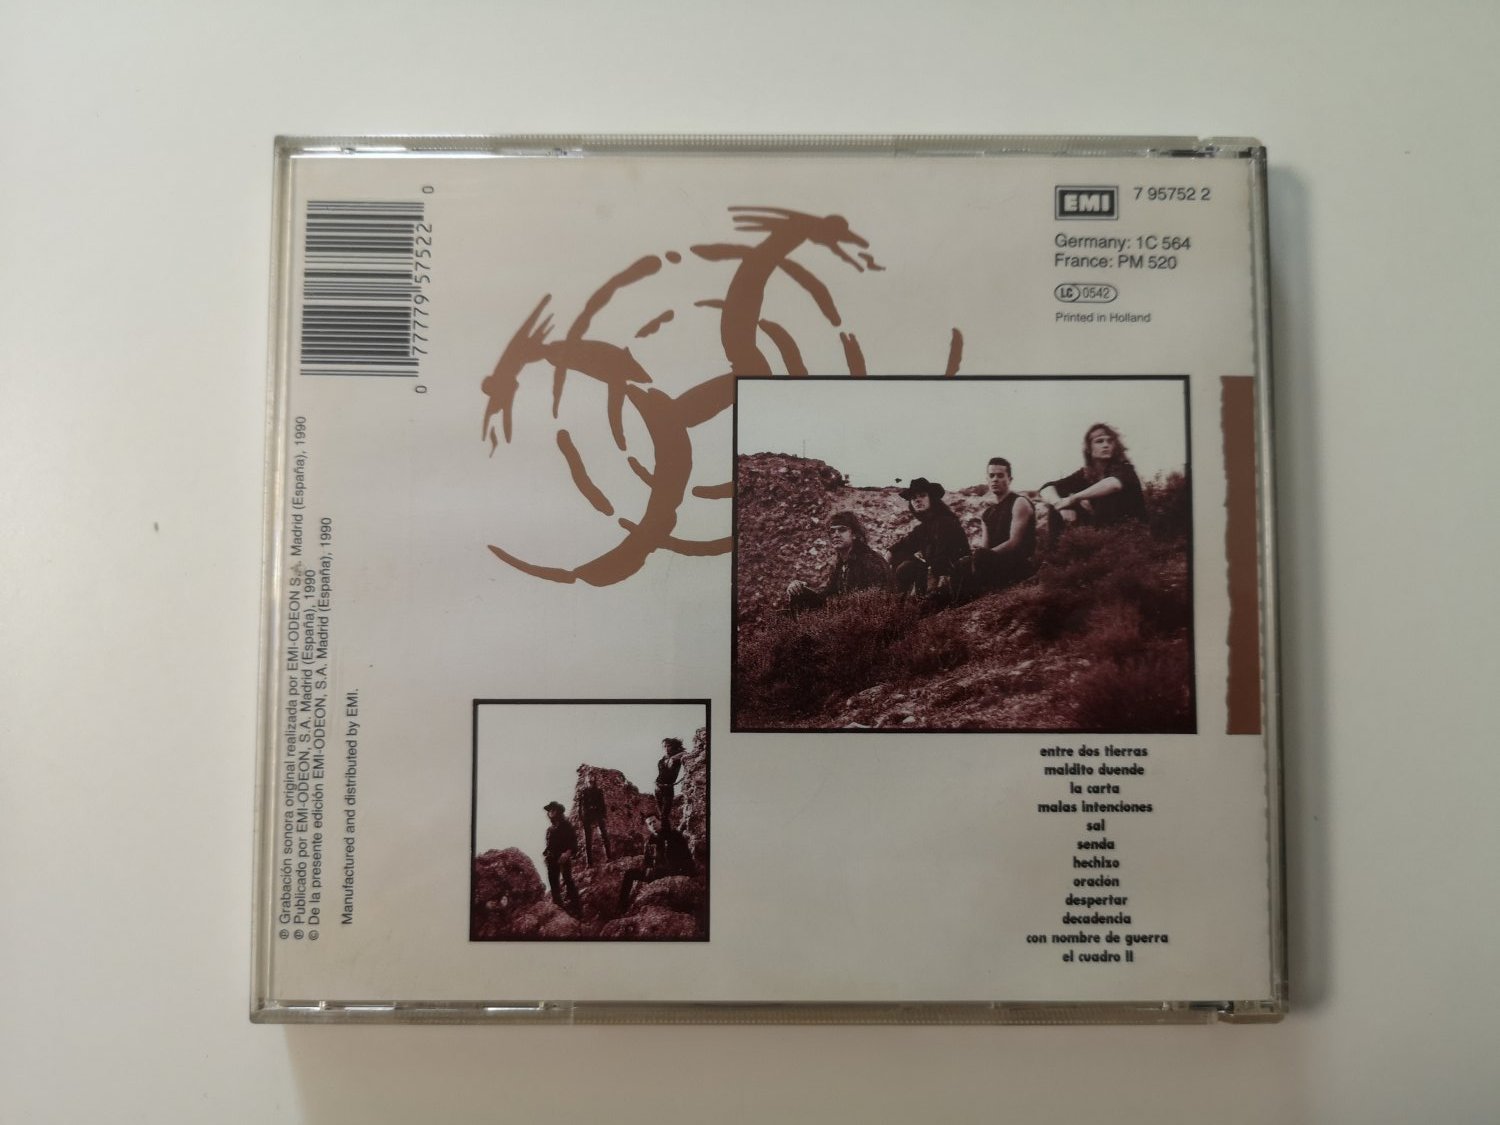 EMI
7 95752 2
Germany: 1C 564
France: PM 520
LC 0542
Printed in Holland
0 77779 57522 0
℗ Grabación sonora original realizada por EMI-ODEON S.A. Madrid (España), 1990
℗ Publicado por EMI-ODEON, S.A. Madrid (España), 1990
© De la presente edición EMI-ODEON, S.A. Madrid (España), 1990
Manufactured and distributed by EMI.
entre dos tierras
maldito duende
la carta
malas intenciones
sal
senda
hechizo
oración
despertar
decadencia
con nombre de guerra
el cuadro II